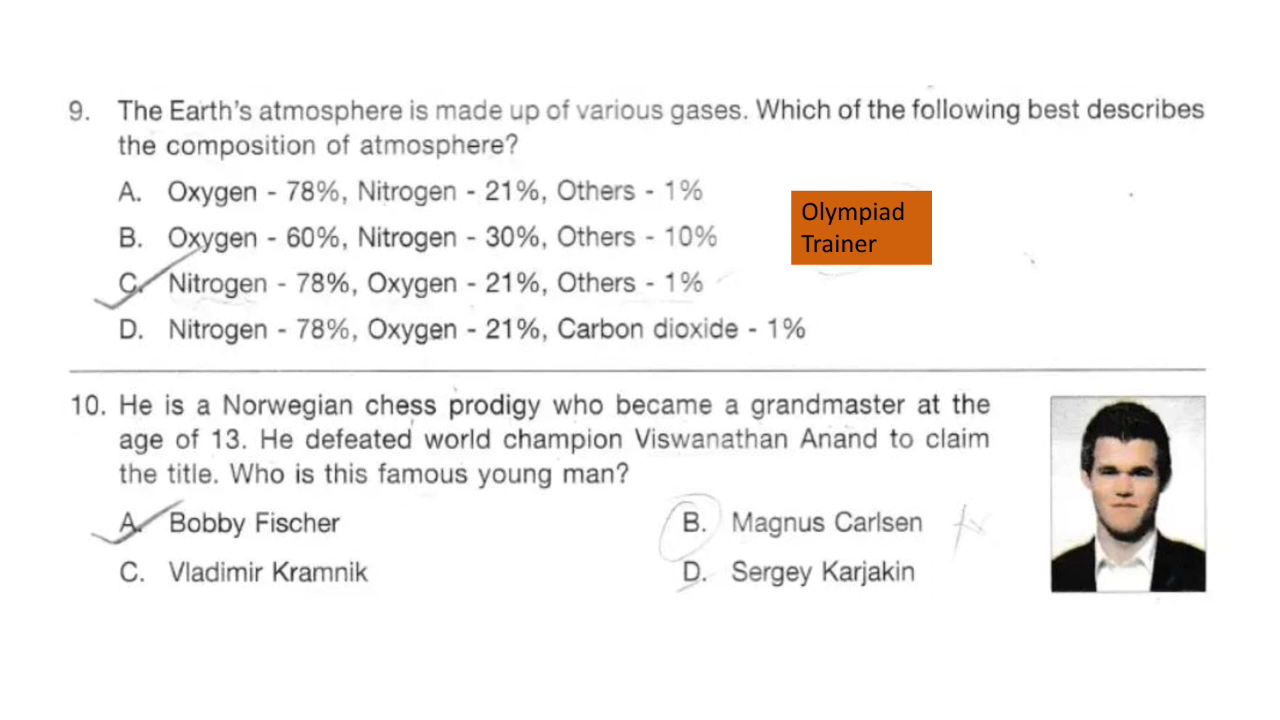 9. The Earth's atmosphere is made up of various gases. Which of the following best describes
the composition of atmosphere?
A. Oxygen - 78%, Nitrogen - 21%, Others - 1%
B. Oxygen - 60%, Nitrogen - 30%, Others - 10%
Olympiad
Trainer
C. Nitrogen - 78%, Oxygen - 21%, Others - 1%
D. Nitrogen - 78%, Oxygen - 21%, Carbon dioxide - 1%
10. He is a Norwegian chess prodigy who became a grandmaster at the
age of 13. He defeated world champion Viswanathan Anand to claim
the title. Who is this famous young man?
A. Bobby Fischer
B. Magnus Carlsen
C. Vladimir Kramnik
D. Sergey Karjakin